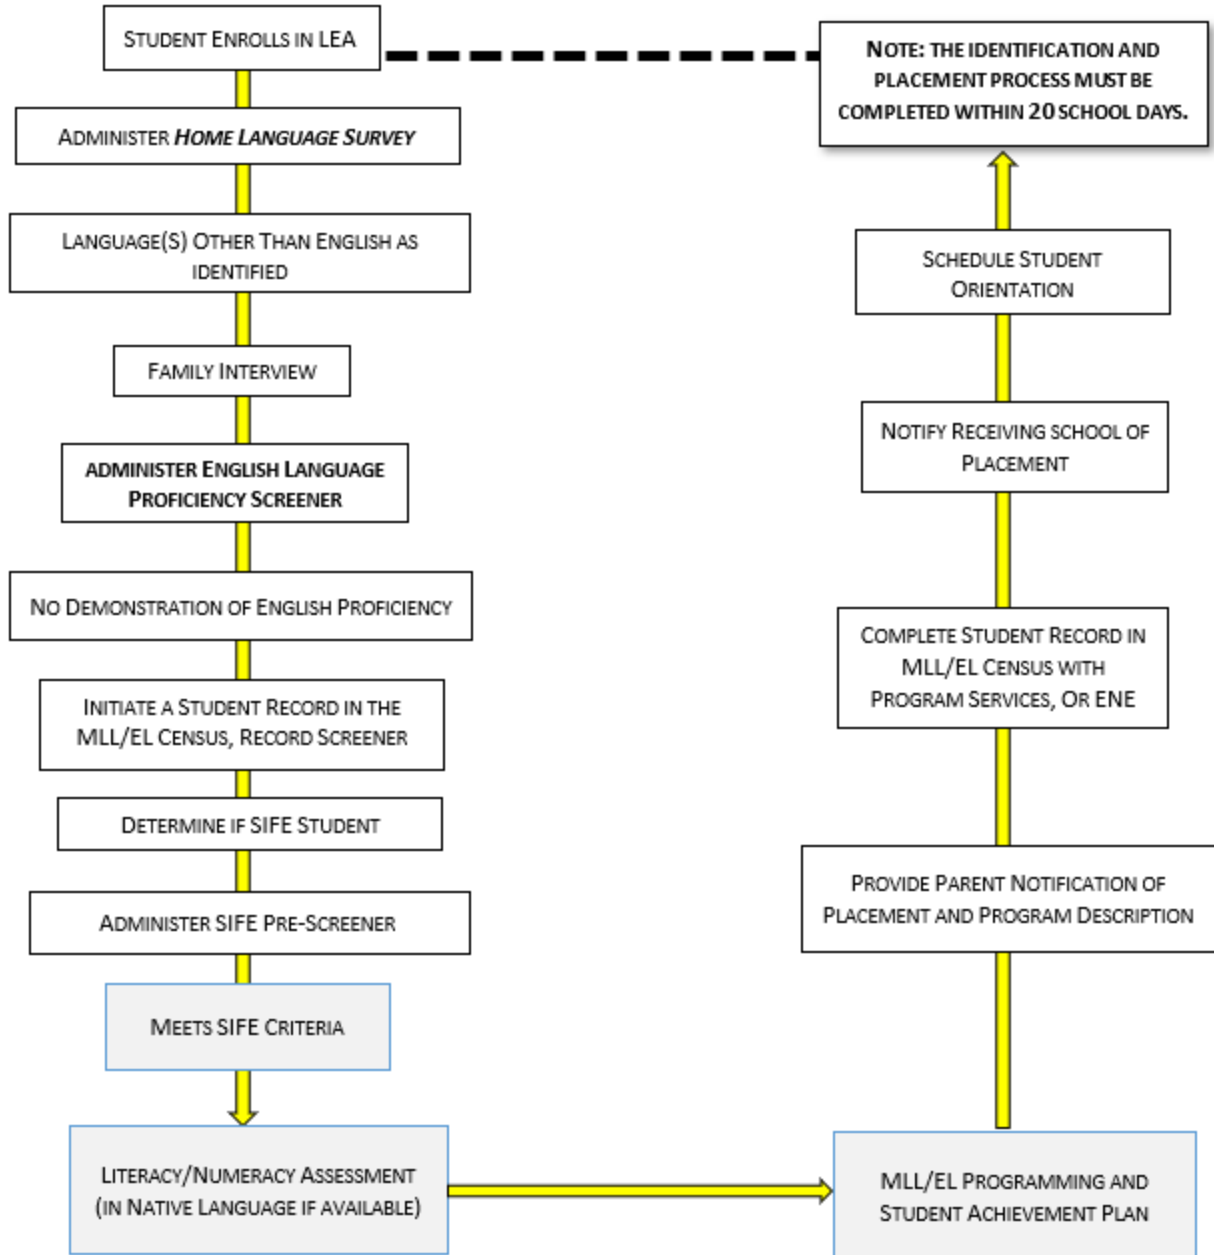 STUDENT ENROLLS IN LEA
ADMINISTER HOME LANGUAGE SURVEY
LANGUAGE(S) OTHER THAN ENGLISH AS
IDENTIFIED
FAMILY INTERVIEW
ADMINISTER ENGLISH LANGUAGE
PROFICIENCY SCREENER
NO DEMONSTRATION OF ENGLISH PROFICIENCY
INITIATE A STUDENT RECORD IN THE
MLL/EL CENSUS, RECORD SCREENER
DETERMINE IF SIFE STUDENT
ADMINISTER SIFE PRE-SCREENER
MEETS SIFE CRITERIA
LITERACY/NUMERACY ASSESSMENT
(IN NATIVE LANGUAGE IF AVAILABLE)
MLL/EL PROGRAMMING AND
STUDENT ACHIEVEMENT PLAN
PROVIDE PARENT NOTIFICATION OF
PLACEMENT AND PROGRAM DESCRIPTION
COMPLETE STUDENT RECORD IN
MLL/EL CENSUS WITH
PROGRAM SERVICES, OR ENE
NOTIFY RECEIVING SCHOOL OF
PLACEMENT
SCHEDULE STUDENT
ORIENTATION
NOTE: THE IDENTIFICATION AND
PLACEMENT PROCESS MUST BE
COMPLETED WITHIN 20 SCHOOL DAYS.